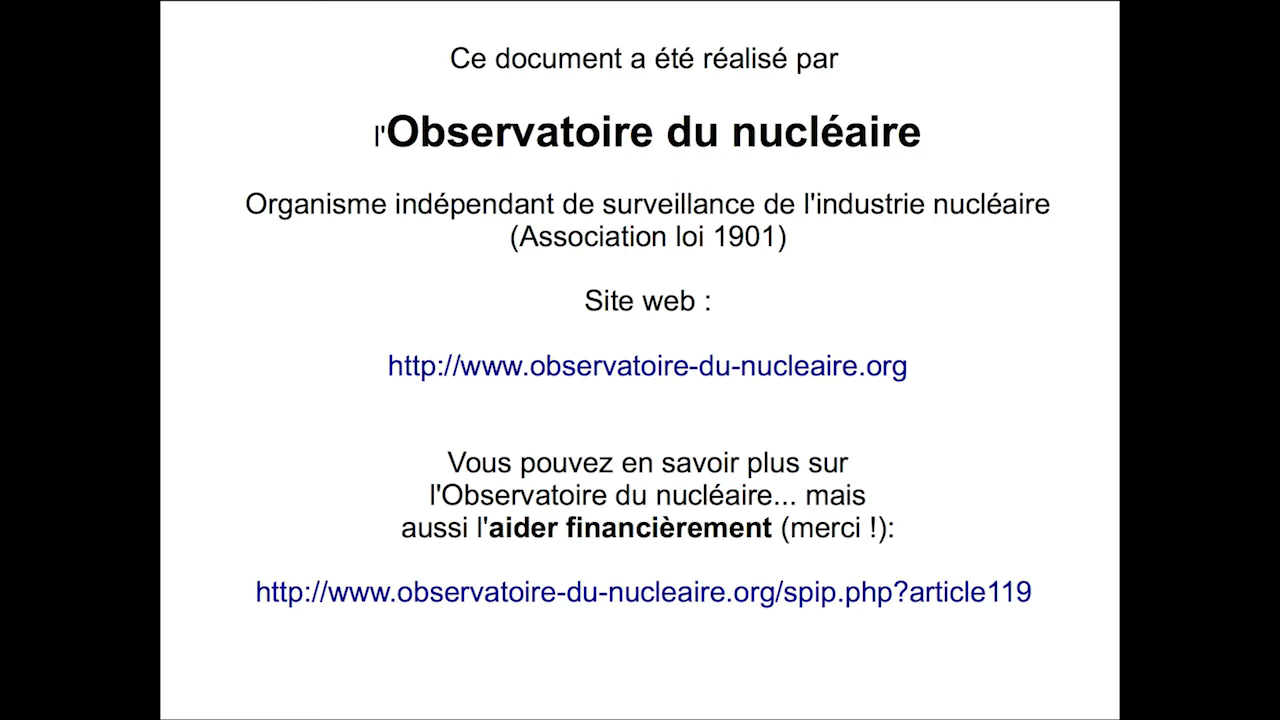 Ce document a été réalisé par
l'Observatoire du nucléaire
Organisme indépendant de surveillance de l'industrie nucléaire
(Association loi 1901)
Site web :
http://www.observatoire-du-nucleaire.org
Vous pouvez en savoir plus sur
l'Observatoire du nucléaire... mais
aussi l'aider financièrement (merci !):
http://www.observatoire-du-nucleaire.org/spip.php?article119